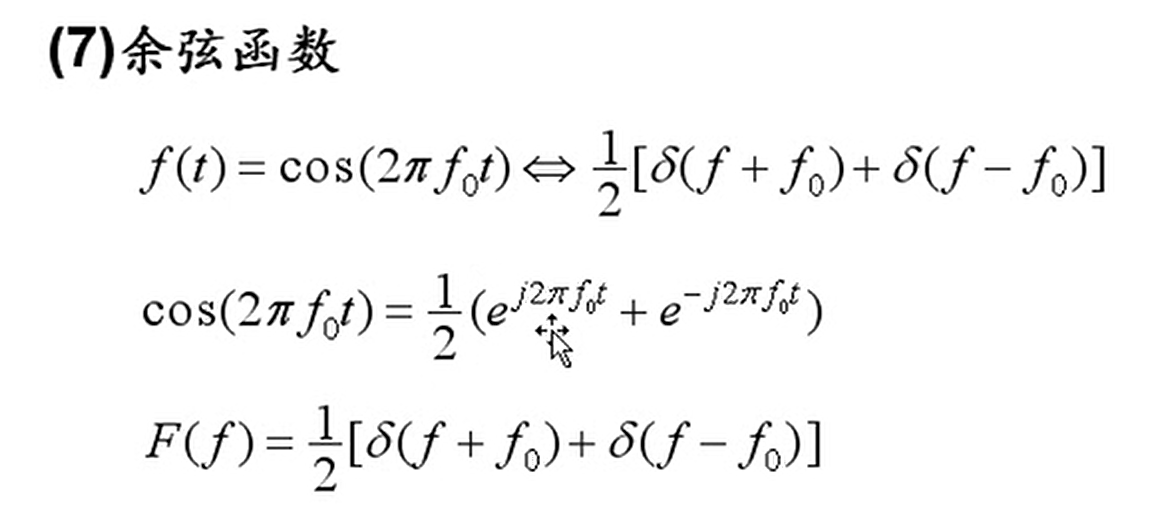 (7)余弦函数
f(t) = cos(2πf₀t) ⇔ 1/2[δ(f + f₀) + δ(f − f₀)]
cos(2πf₀t) = 1/2(e^{j2πf₀t} + e^{−j2πf₀t})
F(f) = 1/2[δ(f + f₀) + δ(f − f₀)]